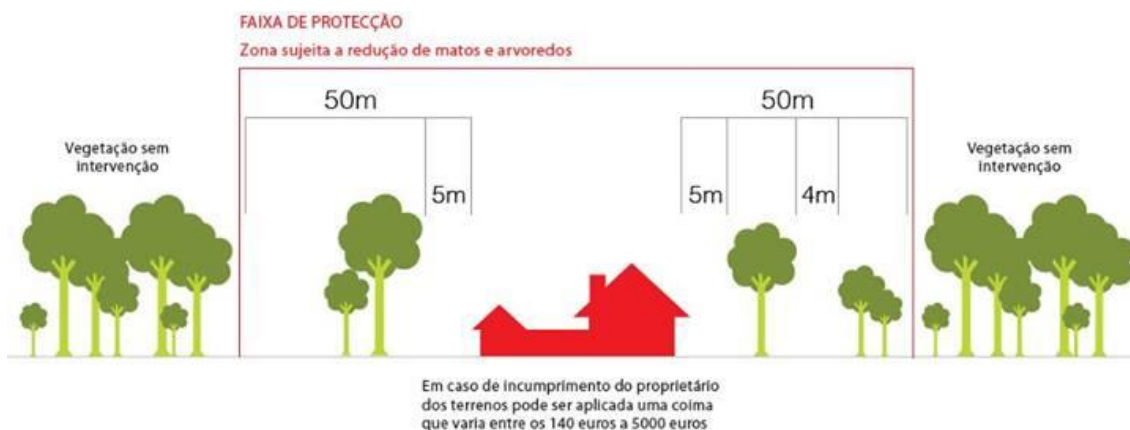 FAIXA DE PROTECÇÃO
Zona sujeita a redução de matos e arvoredos
50m
50m
Vegetação sem
intervenção
Vegetação sem
intervenção
5m
5m
4m
Em caso de incumprimento do proprietário
dos terrenos pode ser aplicada uma coima
que varia entre os 140 euros a 5000 euros